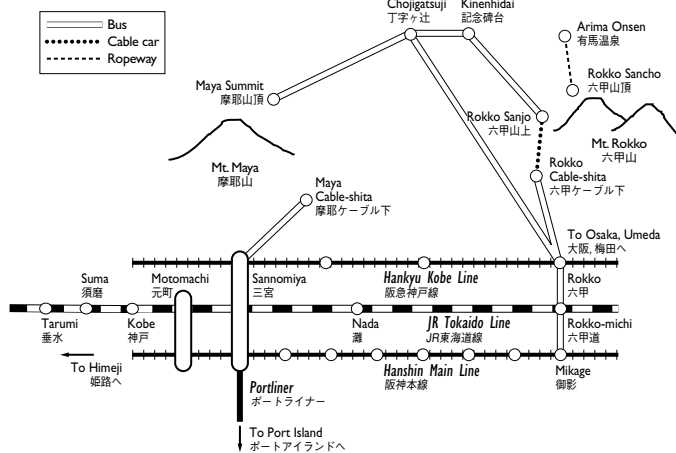 Bus
Cable car
Ropeway
Chojigatsuji
丁字ヶ辻
Kinenhidai
記念碑台
Arima Onsen
有馬温泉
Rokko Sancho
六甲山頂
Maya Summit
摩耶山頂
Rokko Sanjo
六甲山上
Mt. Rokko
六甲山
Mt. Maya
摩耶山
Rokko
Cable-shita
六甲ケーブル下
Maya
Cable-shita
摩耶ケーブル下
To Osaka, Umeda
大阪, 梅田へ
Suma
須磨
Motomachi
元町
Sannomiya
三宮
Hankyu Kobe Line
阪急神戸線
Rokko
六甲
Tarumi
垂水
Kobe
神戸
Nada
灘
JR Tokaido Line
JR東海道線
Rokko-michi
六甲道
To Himeji
姫路へ
Hanshin Main Line
阪神本線
Mikage
御影
Portliner
ポートライナー
To Port Island
ポートアイランドへ